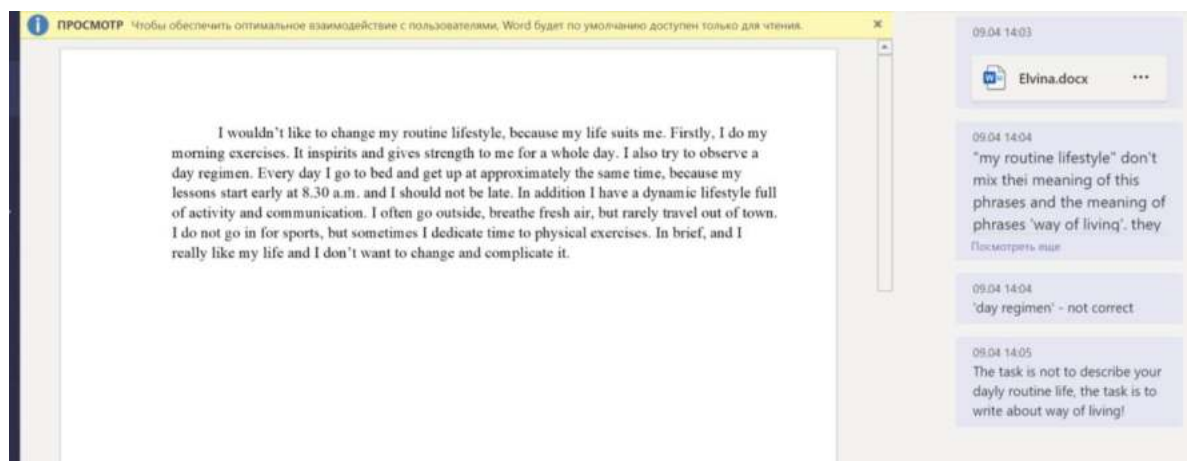 ПРОСМОТР Чтобы обеспечить оптимальное взаимодействие с пользователями, Word будет по умолчанию доступен только для чтения.
I wouldn't like to change my routine lifestyle, because my life suits me. Firstly, I do my
morning exercises. It inspirits and gives strength to me for a whole day. I also try to observe a
day regimen. Every day I go to bed and get up at approximately the same time, because my
lessons start early at 8.30 a.m. and I should not be late. In addition I have a dynamic lifestyle full
of activity and communication. I often go outside, breathe fresh air, but rarely travel out of town.
I do not go in for sports, but sometimes I dedicate time to physical exercises. In brief, and I
really like my life and I don't want to change and complicate it.
09.04 14:03
Elvina.docx
09.04 14:04
"my routine lifestyle" don't
mix thei meaning of this
phrases and the meaning of
phrases 'way of living'. they
Посмотреть еще
09.04 14:04
'day regimen' - not correct
09.04 14:05
The task is not to describe your
dayly routine life, the task is to
write about way of living!